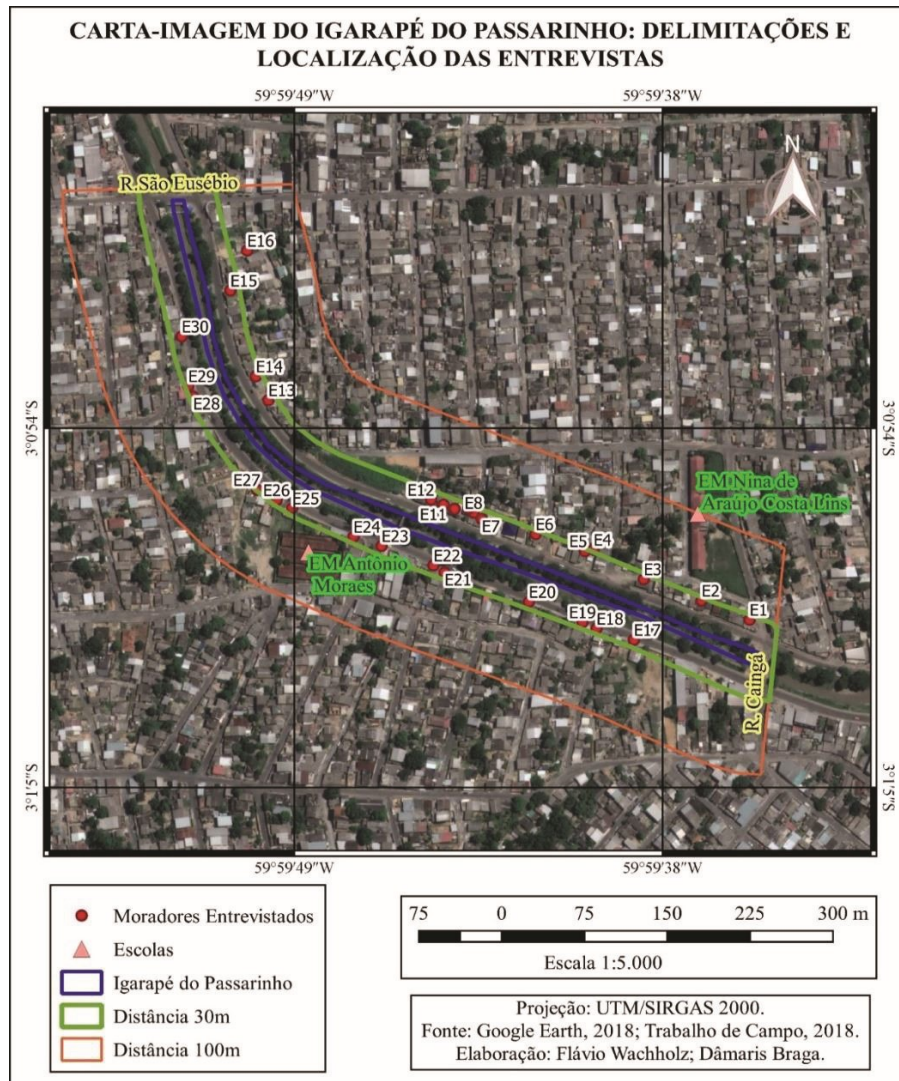 CARTA-IMAGEM DO IGARAPÉ DO PASSARINHO: DELIMITAÇÕES E
LOCALIZAÇÃO DAS ENTREVISTAS
59°59'49"W
59°59'38"W
N
R.São Eusébio
E16
E15
E30
E14
E29
E13
E28
3°0'54"S
3°0'54"S
E27
E12
E8
EM Nina de
Araújo Costa Lins
E26
E25
E11
E7
E6
E24
E5
E4
E23
EM Antônio
Moraes
E22
E21
E3
E2
E20
E1
E19
E18
E17
R. Caingá
3°1'5"S
3°1'5"S
59°59'49"W
59°59'38"W
Moradores Entrevistados
Escolas
Igarapé do Passarinho
Distância 30m
Distância 100m
75 0 75 150 225 300 m
Escala 1:5.000
Projeção: UTM/SIRGAS 2000.
Fonte: Google Earth, 2018; Trabalho de Campo, 2018.
Elaboração: Flávio Wachholz; Dâmaris Braga.